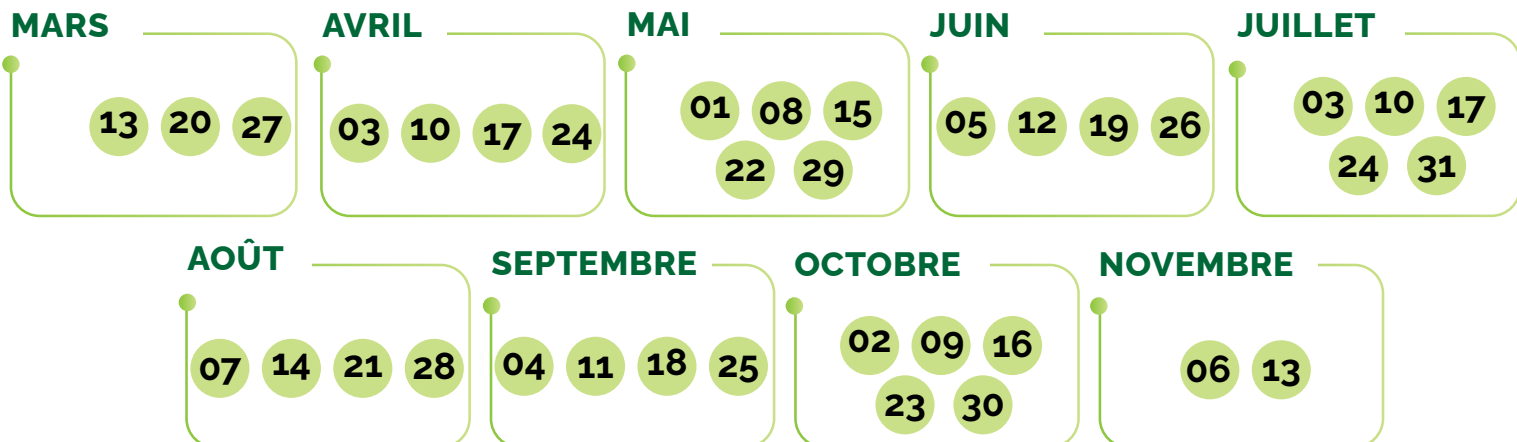 MARS
13 20 27
AVRIL
03 10 17 24
MAI
01 08 15
22 29
JUIN
05 12 19 26
JUILLET
03 10 17
24 31
AOÛT
07 14 21 28
SEPTEMBRE
04 11 18 25
OCTOBRE
02 09 16
23 30
NOVEMBRE
06 13